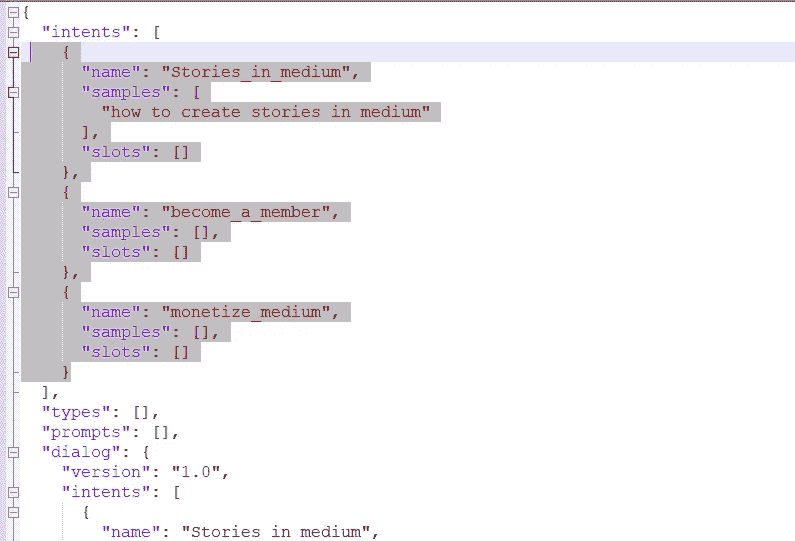 {
"intents": [
{
"name": "Stories_in_medium",
"samples": [
"how to create stories in medium"
],
"slots": []
},
{
"name": "become_a_member",
"samples": [],
"slots": []
},
{
"name": "monetize_medium",
"samples": [],
"slots": []
}
],
"types": [],
"prompts": [],
"dialog": {
"version": "1.0",
"intents": [
{
"name": "Stories in medium",